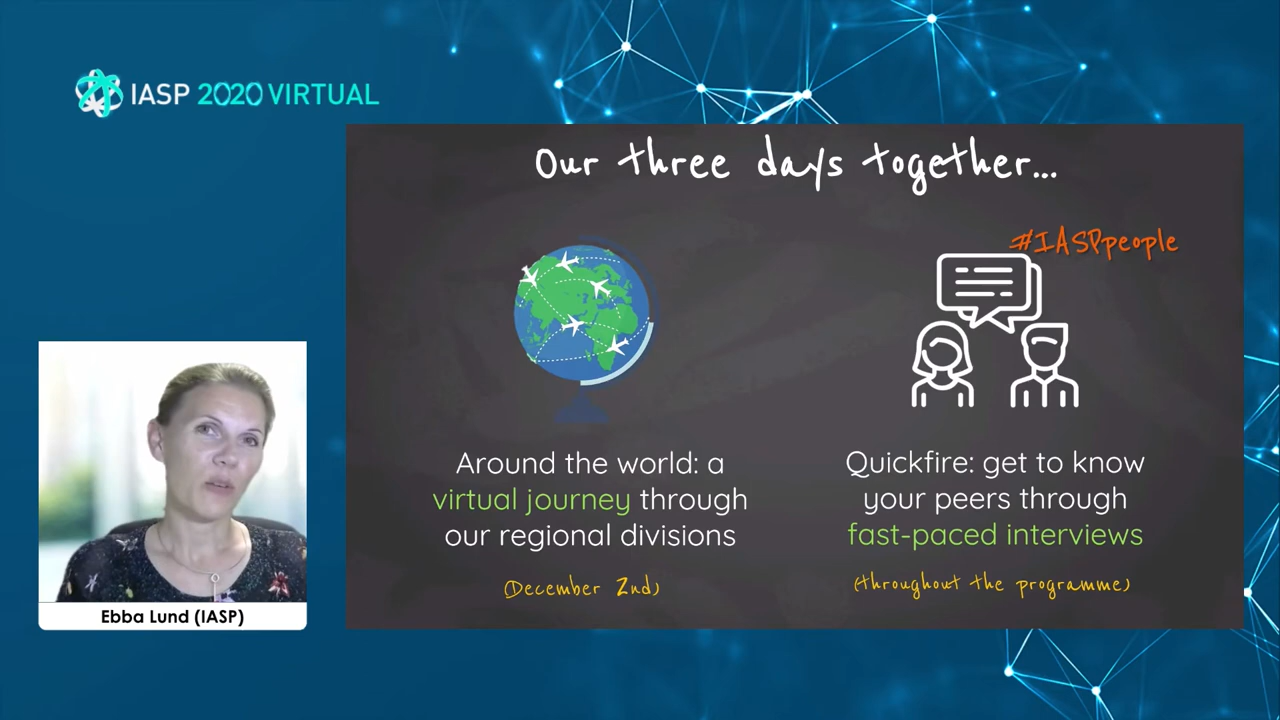 IASP 2020 VIRTUAL
Our three days together...
#IASPpeople
Around the world: a
virtual journey through
our regional divisions
(December 2nd)
Quickfire: get to know
your peers through
fast-paced interviews
(throughout the programme)
Ebba Lund (IASP)